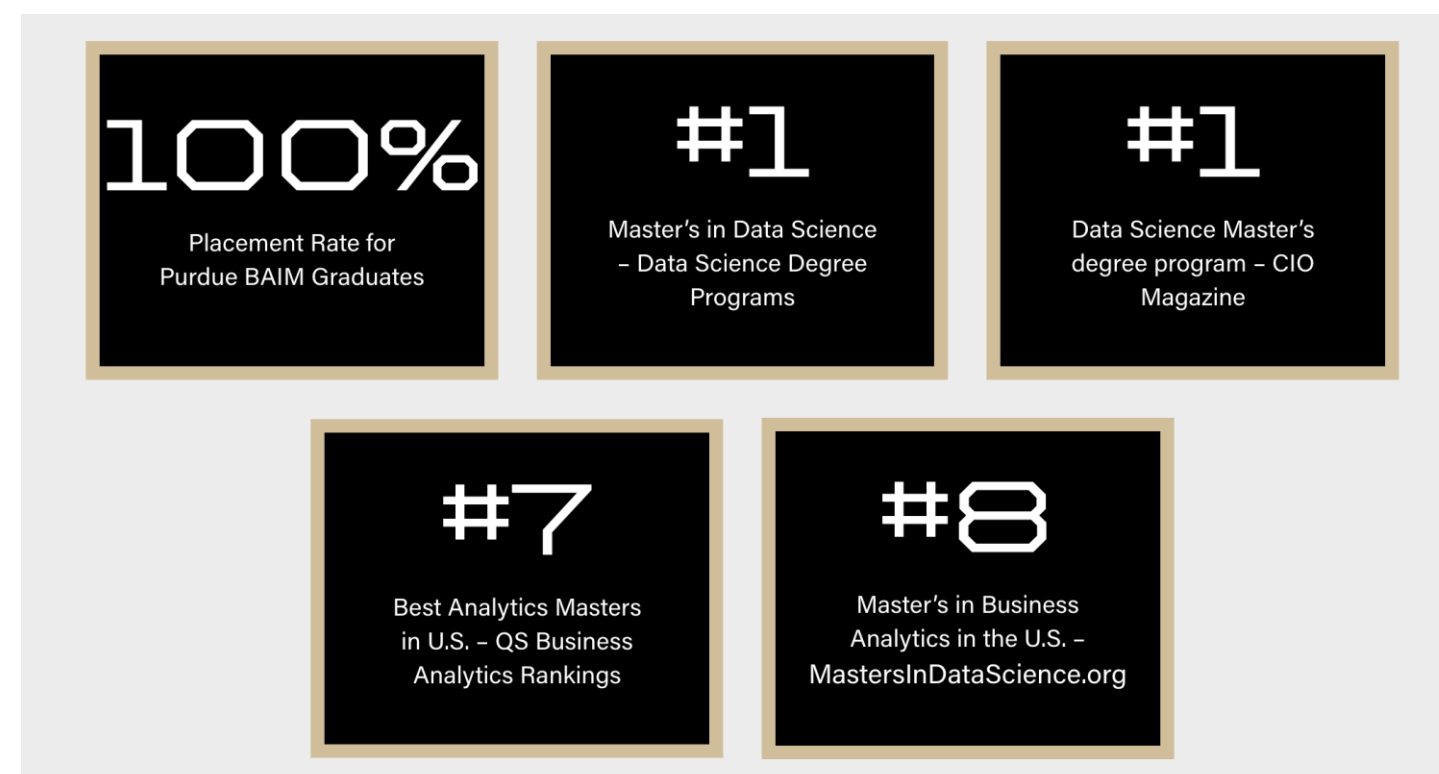 100%
Placement Rate for
Purdue BAIM Graduates
#1
Master’s in Data Science
– Data Science Degree
Programs
#1
Data Science Master’s
degree program – CIO
Magazine
#7
Best Analytics Masters
in U.S. – QS Business
Analytics Rankings
#8
Master’s in Business
Analytics in the U.S. –
MastersInDataScience.org